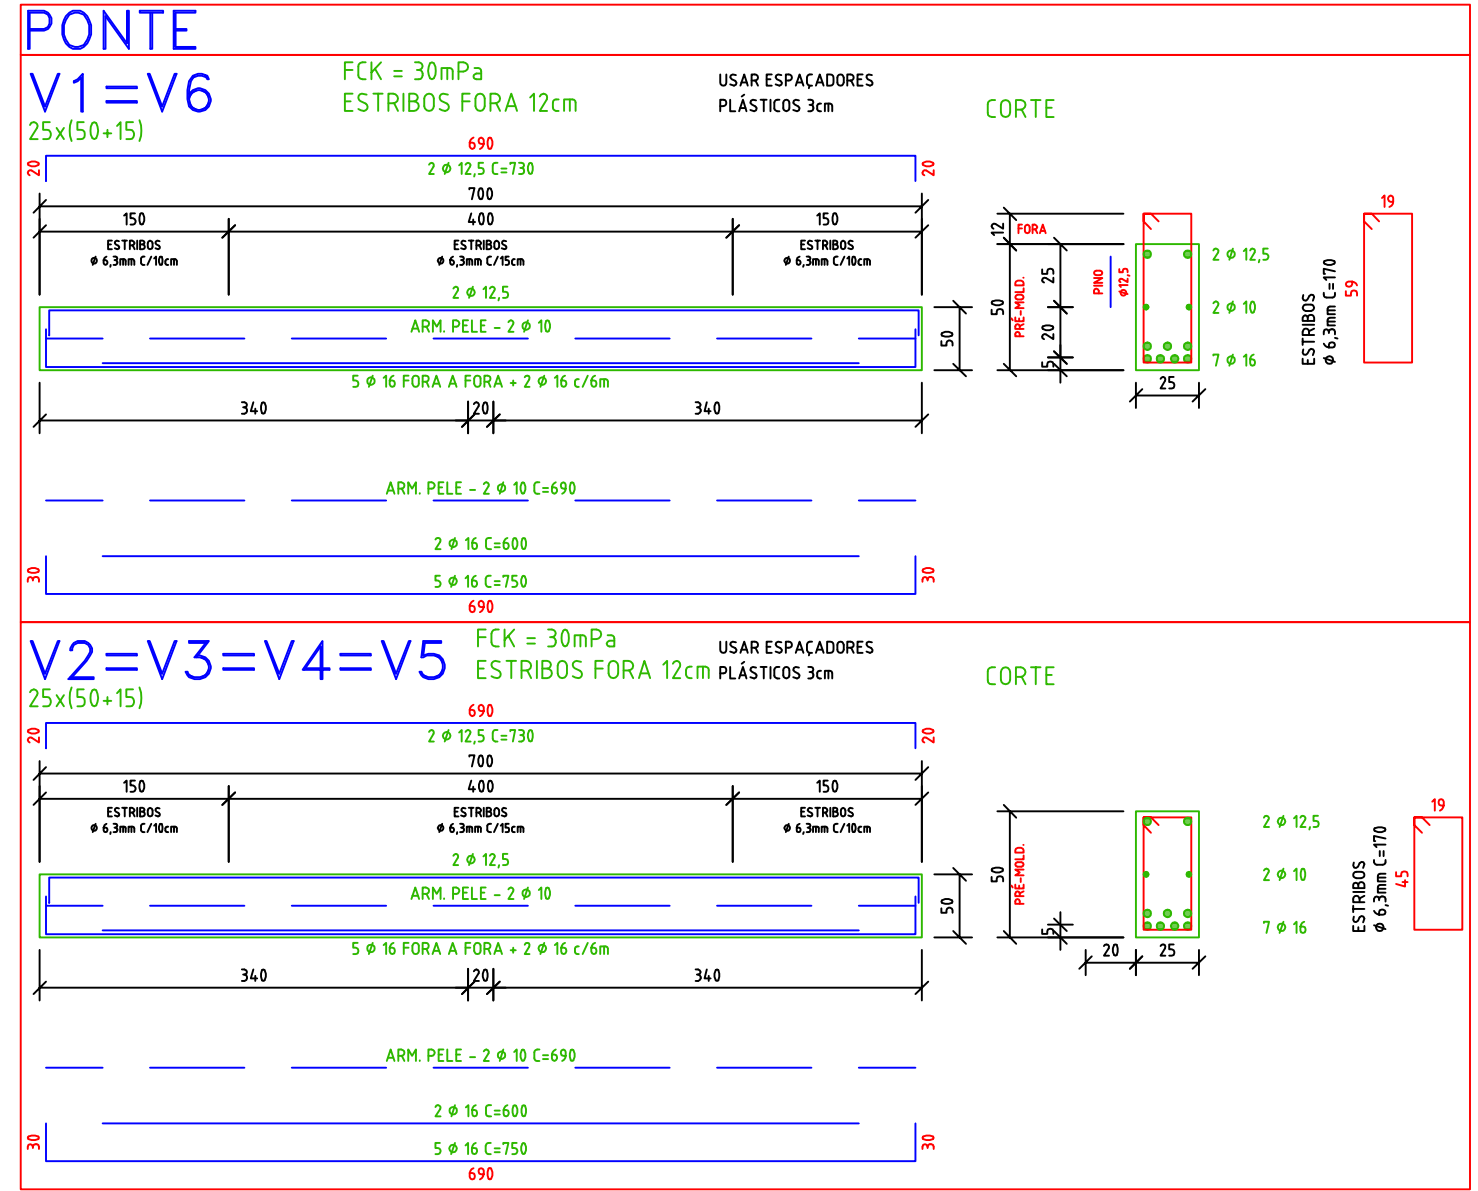 PONTE
V1=V6
25x(50+15)
FCK = 30mPa
ESTRIBOS FORA 12cm
USAR ESPAÇADORES
PLÁSTICOS 3cm
CORTE
690
20
2 ϕ 12,5 C=730
20
700
150
400
150
ESTRIBOS
ϕ 6,3mm C/10cm
ESTRIBOS
ϕ 6,3mm C/15cm
ESTRIBOS
ϕ 6,3mm C/10cm
2 ϕ 12,5
ARM. PELE - 2 ϕ 10
50
5 ϕ 16 FORA A FORA + 2 ϕ 16 c/6m
340
20
340
12
FORA
50
PRÉ-MOLD.
25
20
5
PINO
ϕ12,5
2 ϕ 12,5
2 ϕ 10
7 ϕ 16
25
ESTRIBOS
ϕ 6,3mm C=170
59
19
ARM. PELE - 2 ϕ 10 C=690
2 ϕ 16 C=600
30
5 ϕ 16 C=750
30
690
V2=V3=V4=V5
25x(50+15)
FCK = 30mPa
ESTRIBOS FORA 12cm
USAR ESPAÇADORES
PLÁSTICOS 3cm
CORTE
690
20
2 ϕ 12,5 C=730
20
700
150
400
150
ESTRIBOS
ϕ 6,3mm C/10cm
ESTRIBOS
ϕ 6,3mm C/15cm
ESTRIBOS
ϕ 6,3mm C/10cm
2 ϕ 12,5
ARM. PELE - 2 ϕ 10
50
5 ϕ 16 FORA A FORA + 2 ϕ 16 c/6m
340
20
340
50
PRÉ-MOLD.
5
20
25
2 ϕ 12,5
2 ϕ 10
7 ϕ 16
ESTRIBOS
ϕ 6,3mm C=170
45
19
ARM. PELE - 2 ϕ 10 C=690
2 ϕ 16 C=600
30
5 ϕ 16 C=750
30
690